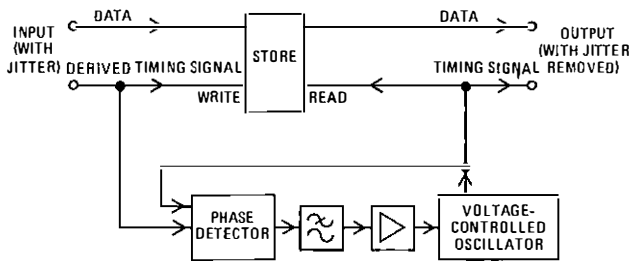 INPUT
(WITH
JITTER)
DATA
DERIVED TIMING SIGNAL
WRITE
STORE
READ
DATA
TIMING SIGNAL
OUTPUT
(WITH JITTER
REMOVED)
PHASE
DETECTOR
VOLTAGE-
CONTROLLED
OSCILLATOR